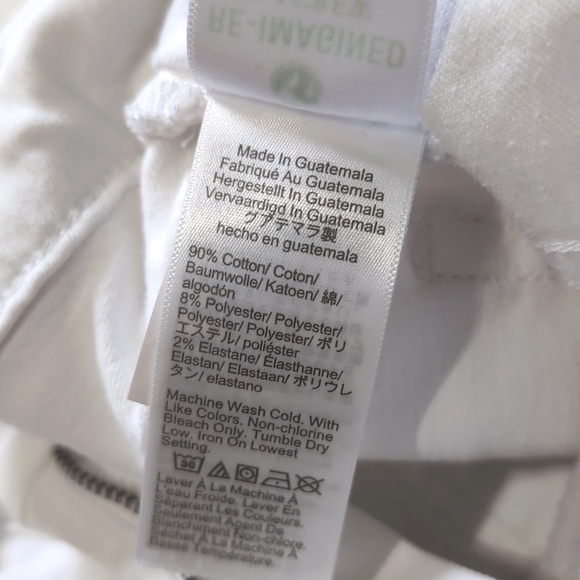 J.CREW
RE-IMAGINED
Made In Guatemala
Fabriqué Au Guatemala
Hergestellt In Guatemala
Vervaardigd In Guatemala
グアテマラ製
hecho en guatemala
90% Cotton/ Coton/
Baumwolle/ Katoen/ 綿/
algodón
8% Polyester/ Polyester/
Polyester/ Polyester/ ポリ
エステル/ poliéster
2% Elastane/ Élasthanne/
Elastan/ Elastaan/ ポリウレ
タン/ elastano
Machine Wash Cold. With
Like Colors. Non-chlorine
Bleach Only. Tumble Dry
Low. Iron On Lowest
Setting.
30
Laver À La Machine À
L'eau Froide. Laver En
Séparant Les Couleurs.
Seulement Agent De
Blanchiment Non-chlore.
Sécher À La Machine À
Basse Température.